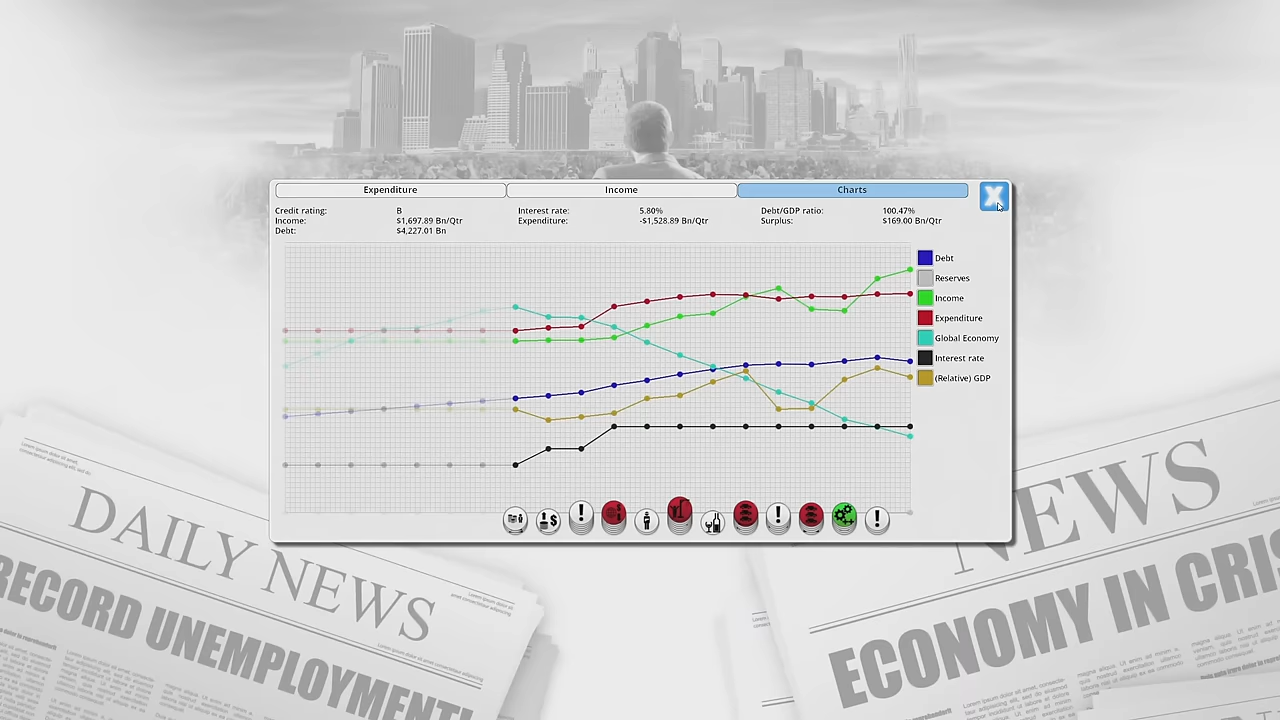 Expenditure
Income
Charts
Credit rating: B
Income: $1,697.89 Bn/Qtr
Debt: $4,227.01 Bn
Interest rate: 5.80%
Expenditure: -$1,528.89 Bn/Qtr
Debt/GDP ratio: 100.47%
Surplus: $169.00 Bn/Qtr
Debt
Reserves
Income
Expenditure
Global Economy
Interest rate
(Relative) GDP
DAILY NEWS
RECORD UNEMPLOYMENT!
NEWS
ECONOMY IN CRIS